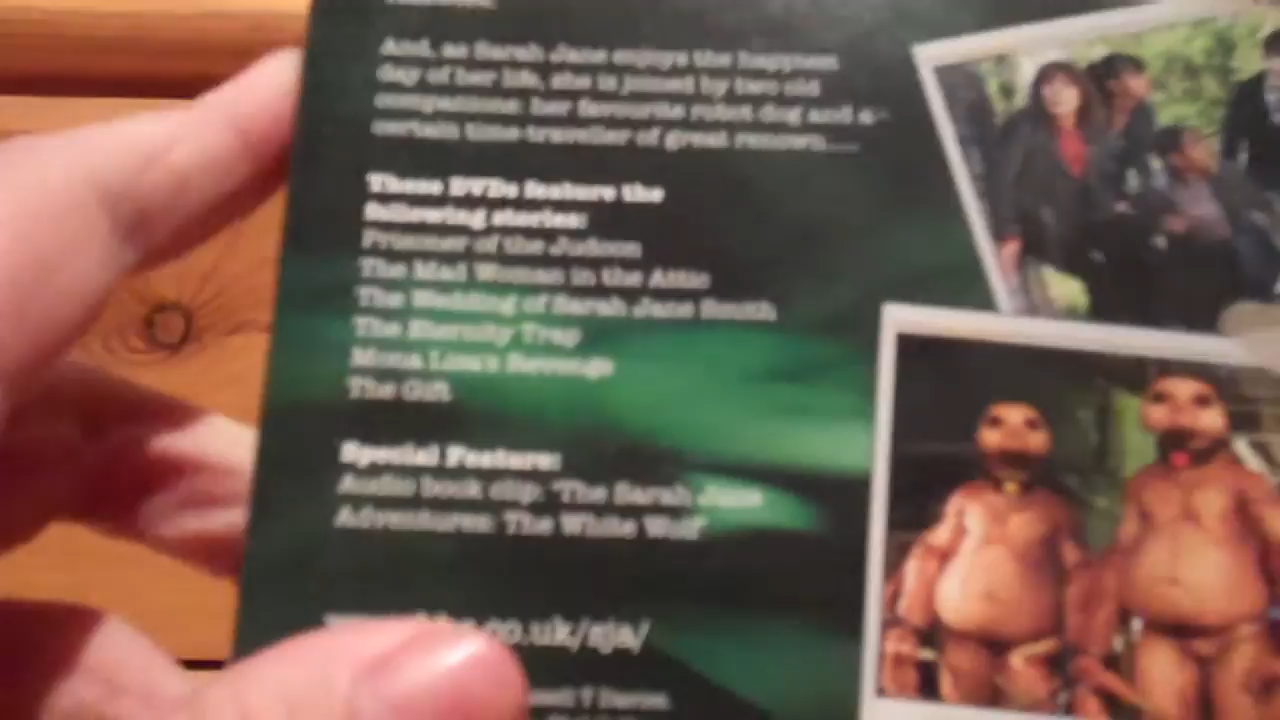 And, as Sarah Jane enjoys the happiest
day of her life, she is joined by two old
companions: her favourite robot dog and a
certain time-traveller of great renown....
These DVDs feature the
following stories:
Prisoner of the Judoon
The Mad Woman in the Attic
The Wedding of Sarah Jane Smith
The Eternity Trap
Mona Lisa's Revenge
The Gift
Special Feature:
Audio book clip: 'The Sarah Jane
Adventures: The White Wolf'
.co.uk/sja/